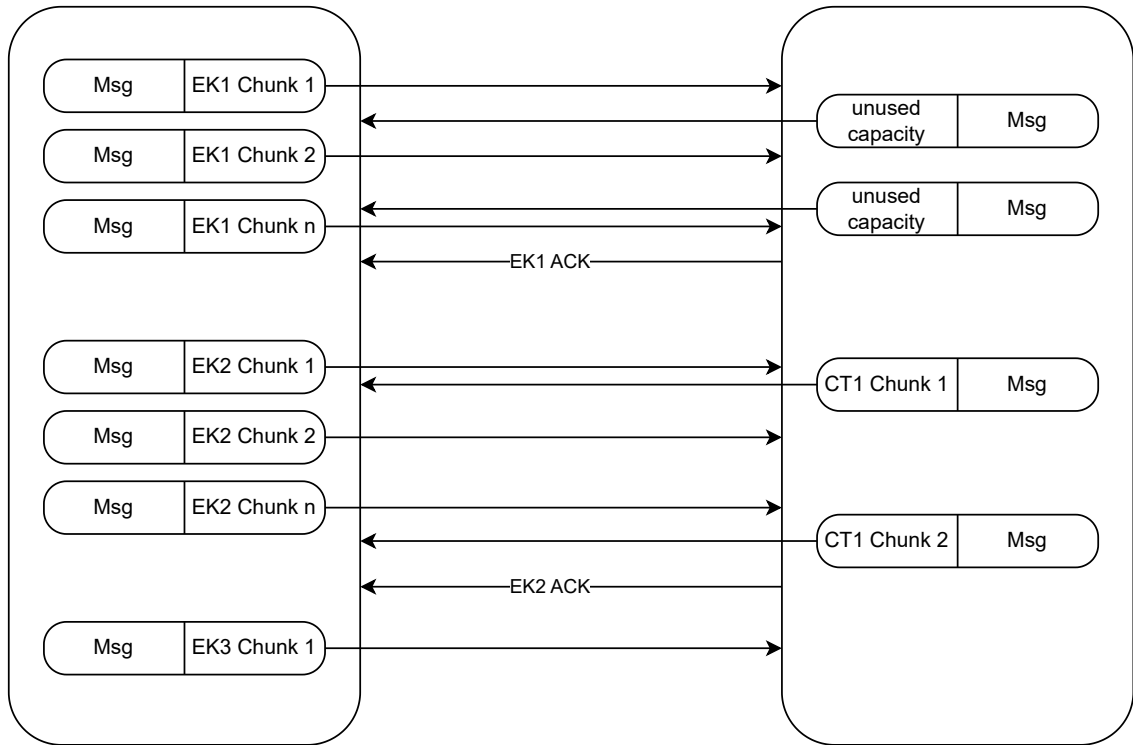 Msg EK1 Chunk 1
unused
capacity Msg
Msg EK1 Chunk 2
unused
capacity Msg
Msg EK1 Chunk n
EK1 ACK
Msg EK2 Chunk 1
CT1 Chunk 1 Msg
Msg EK2 Chunk 2
Msg EK2 Chunk n
CT1 Chunk 2 Msg
EK2 ACK
Msg EK3 Chunk 1